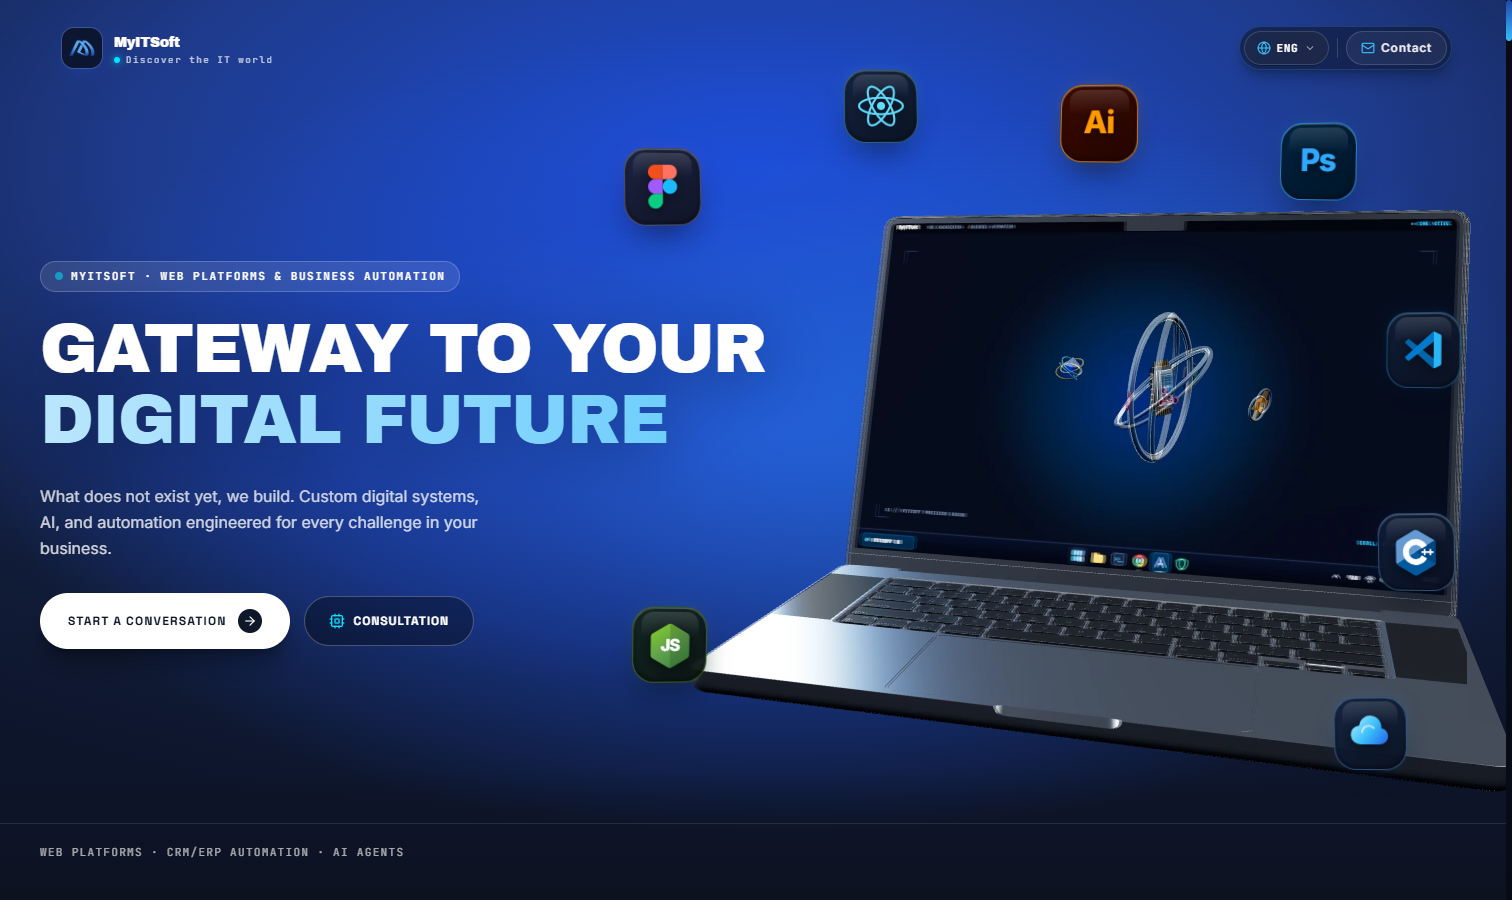 MyITSoft
Discover the IT world
ENG
Contact
Ai
Ps
MYITSOFT · WEB PLATFORMS & BUSINESS AUTOMATION
GATEWAY TO YOUR
DIGITAL FUTURE
What does not exist yet, we build. Custom digital systems,
AI, and automation engineered for every challenge in your
business.
START A CONVERSATION
CONSULTATION
C++
JS
WEB PLATFORMS · CRM/ERP AUTOMATION · AI AGENTS